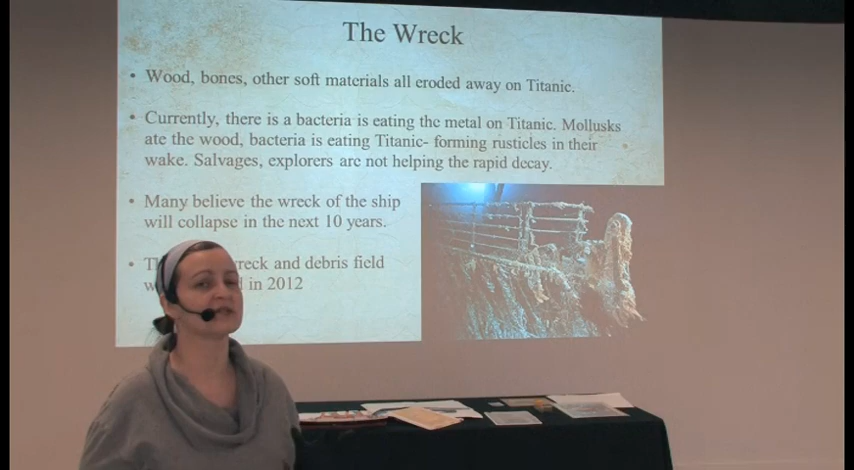 The Wreck
• Wood, bones, other soft materials all eroded away on Titanic.
• Currently, there is a bacteria is eating the metal on Titanic. Mollusks
ate the wood, bacteria is eating Titanic- forming rusticles in their
wake. Salvages, explorers are not helping the rapid decay.
• Many believe the wreck of the ship
will collapse in the next 10 years.
• reck and debris field
in 2012